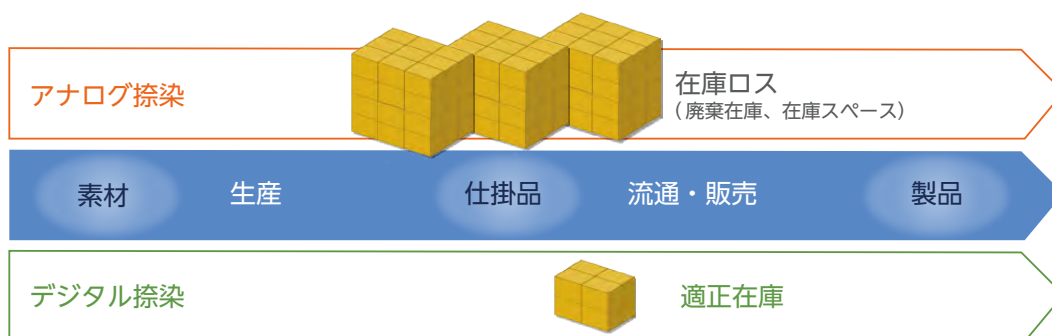 アナログ捺染
在庫ロス
(廃棄在庫、在庫スペース)
素材
生産
仕掛品
流通・販売
製品
デジタル捺染
適正在庫